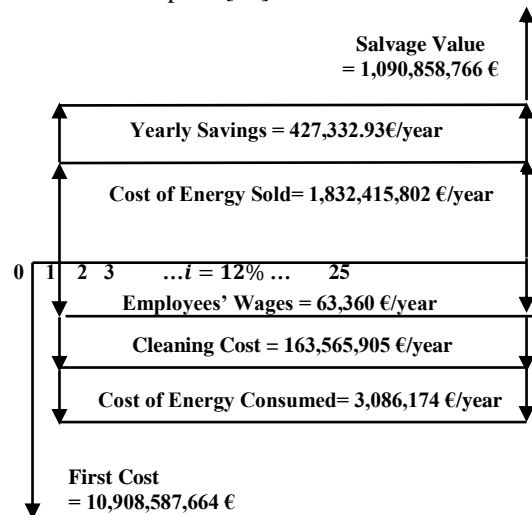 Salvage Value
= 1,090,858,766 €
Yearly Savings = 427,332.93€/year
Cost of Energy Sold= 1,832,415,802 €/year
0 1 2 3 …i = 12% … 25
Employees’ Wages = 63,360 €/year
Cleaning Cost = 163,565,905 €/year
Cost of Energy Consumed= 3,086,174 €/year
First Cost
= 10,908,587,664 €